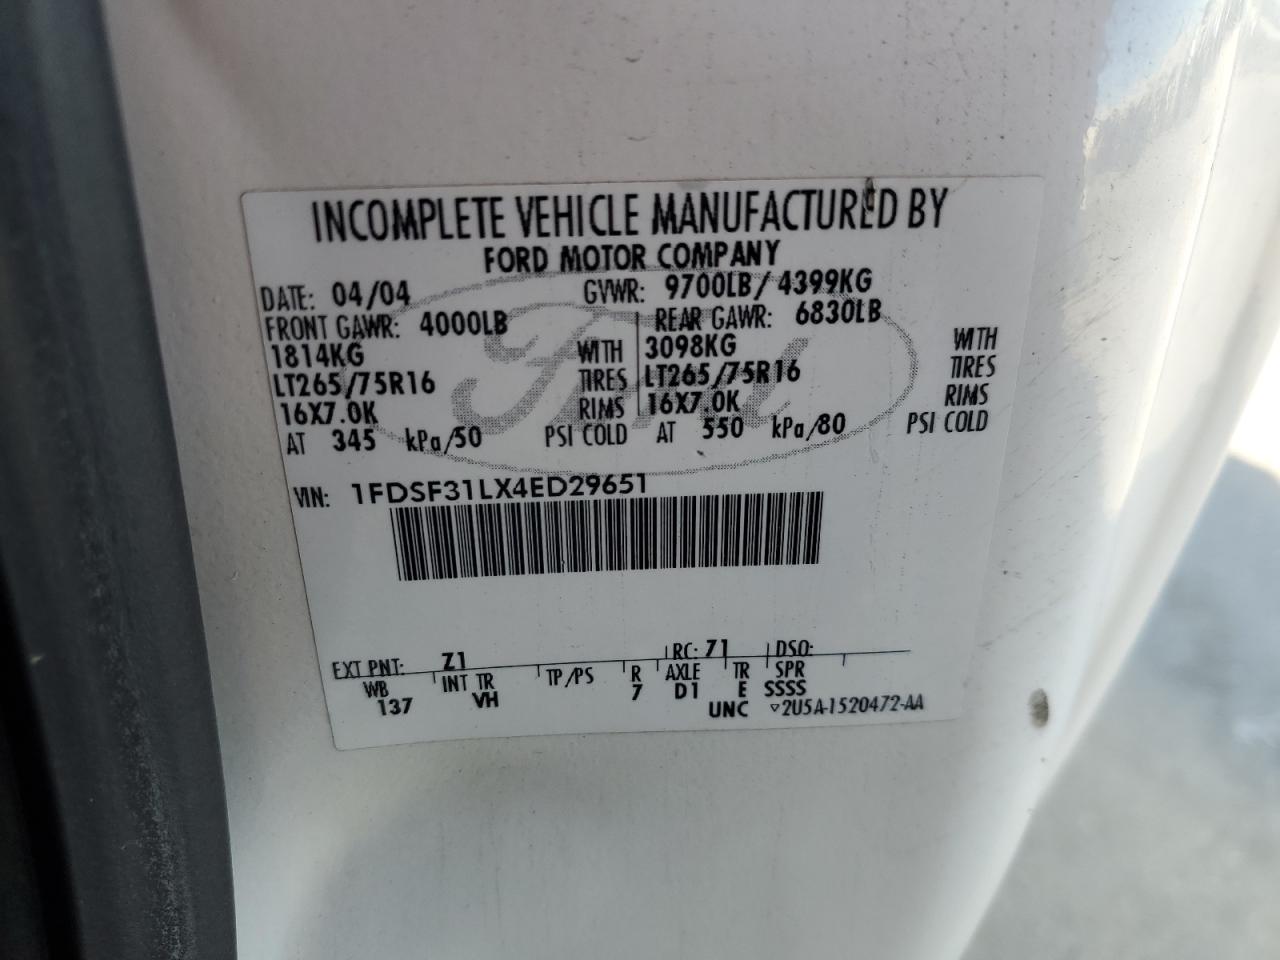 INCOMPLETE VEHICLE MANUFACTURED BY
FORD MOTOR COMPANY
DATE: 04/04 GVWR: 9700LB/4399KG
FRONT GAWR: 4000LB REAR GAWR: 6830LB
1814KG WITH 3098KG WITH
LT265/75R16 TIRES LT265/75R16 TIRES
16X7.0K RIMS 16X7.0K RIMS
AT 345 kPa/50 PSI COLD AT 550 kPa/80 PSI COLD
Ford
VIN: 1FDSF31LX4ED29651
EXT PNT: Z1 RC: 71 DSO:
WB INT TR TP/PS R AXLE TR SPR
137 VH 7 D1 E SSSS
UNC ▽2U5A-1520472-AA